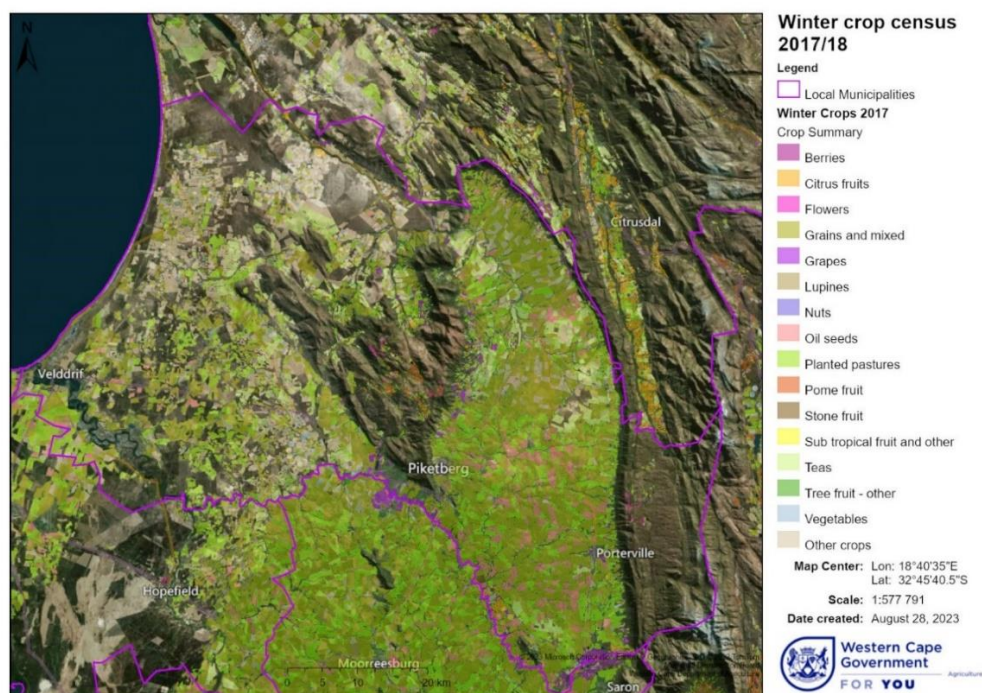 Winter crop census
2017/18
Legend
Local Municipalities
Winter Crops 2017
Crop Summary
Berries
Citrus fruits
Flowers
Grains and mixed
Grapes
Lupines
Nuts
Oil seeds
Planted pastures
Pome fruit
Stone fruit
Sub tropical fruit and other
Teas
Tree fruit - other
Vegetables
Other crops
Map Center: Lon: 18°40'35"E
Lat: 32°45'40.5"S
Scale: 1:577 791
Date created: August 28, 2023
Western Cape
Government
Agriculture
FOR YOU
N
Citrusdal
Velddrif
Piketberg
Porterville
Hopefield
Moorreesburg
0 10 20 km
Saron